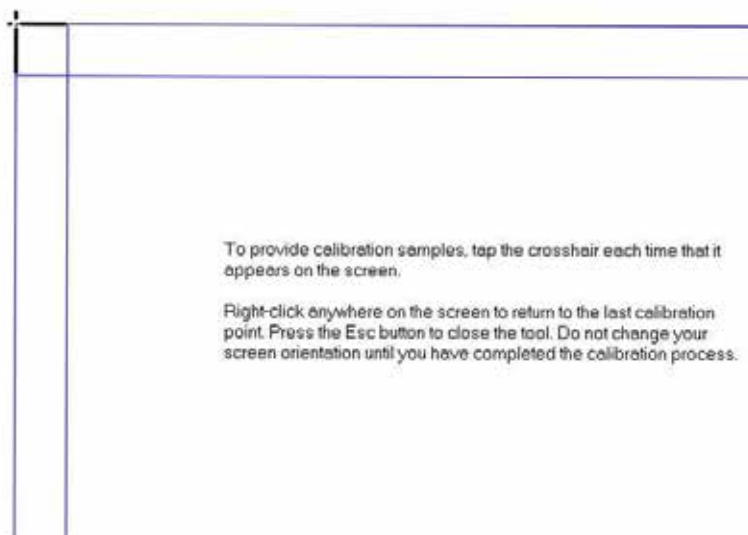 To provide calibration samples, tap the crosshair each time that it
appears on the screen.
Right-click anywhere on the screen to return to the last calibration
point. Press the Esc button to close the tool. Do not change your
screen orientation until you have completed the calibration process.